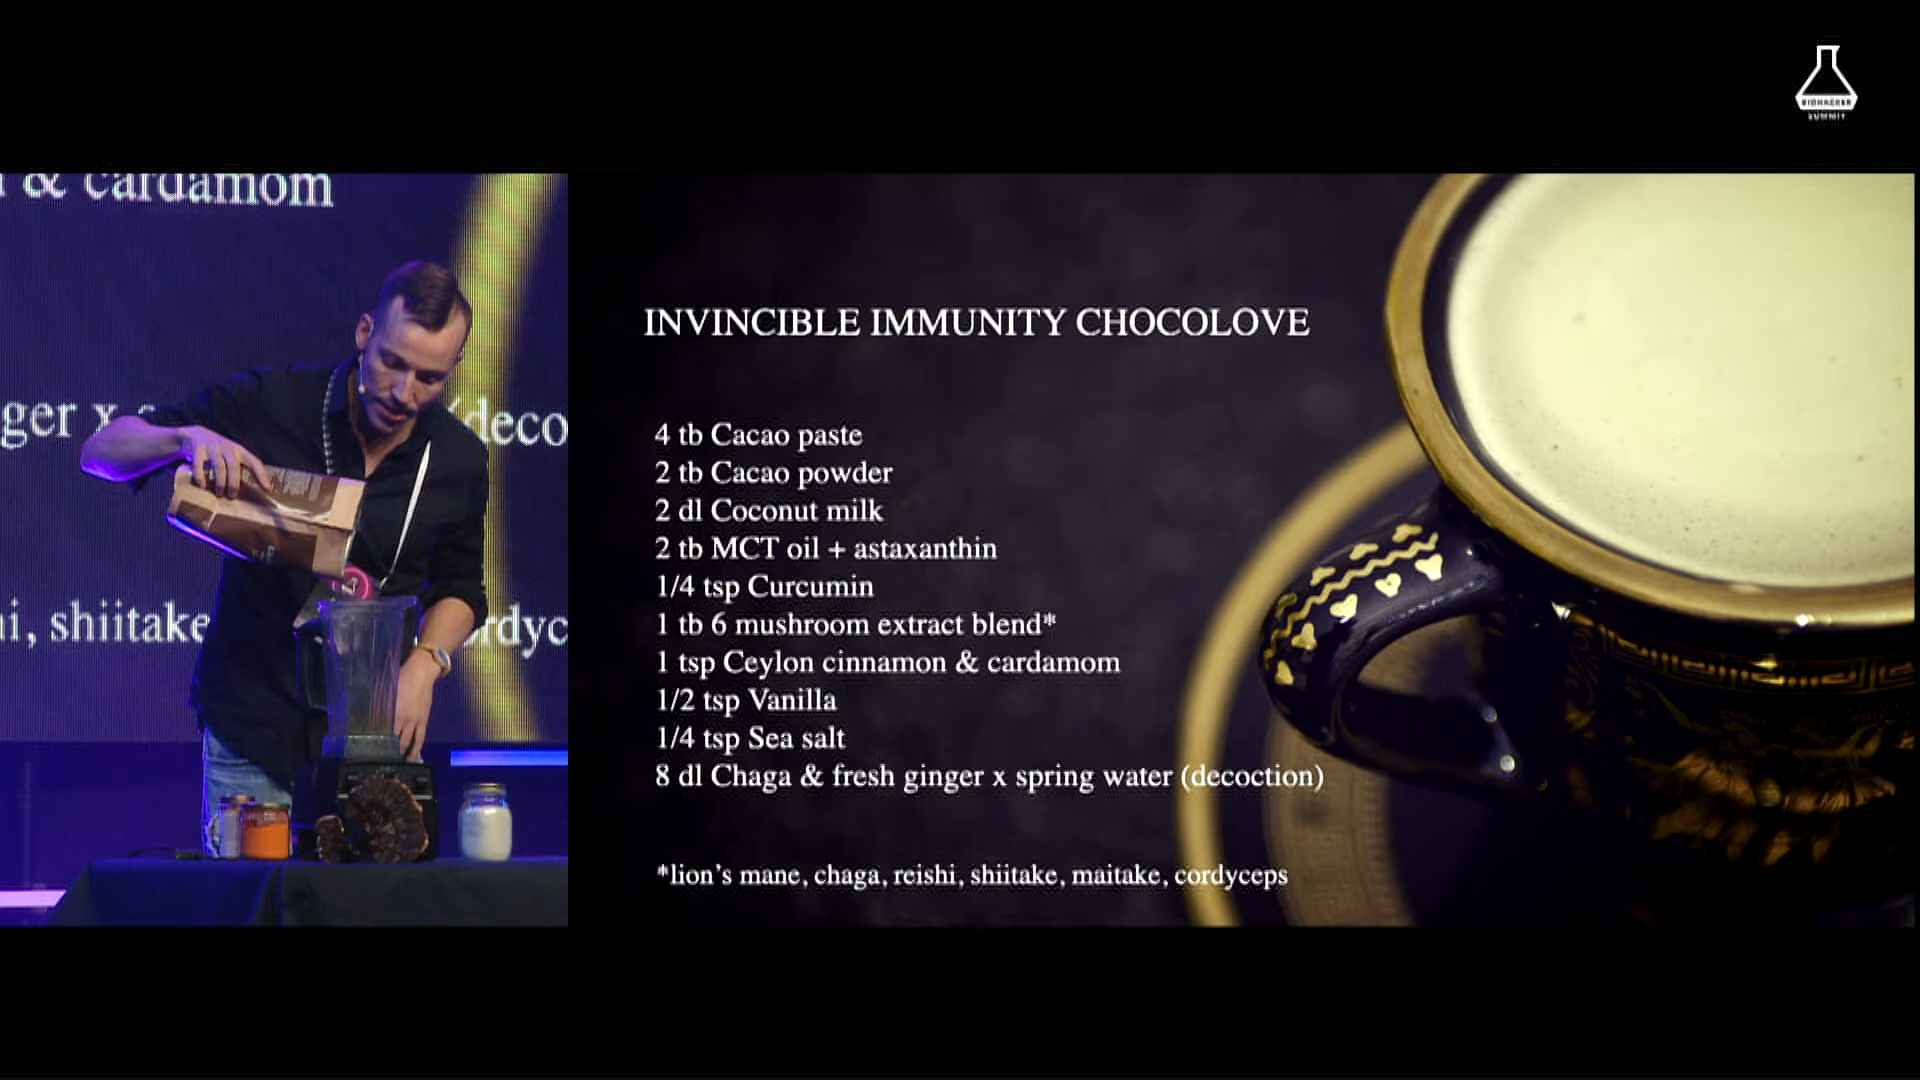 BIOHACKER
SUMMIT
& cardamom
ger x
(deco
i, shiitake
rdyc
INVINCIBLE IMMUNITY CHOCOLOVE
4 tb Cacao paste
2 tb Cacao powder
2 dl Coconut milk
2 tb MCT oil + astaxanthin
1/4 tsp Curcumin
1 tb 6 mushroom extract blend*
1 tsp Ceylon cinnamon & cardamom
1/2 tsp Vanilla
1/4 tsp Sea salt
8 dl Chaga & fresh ginger x spring water (decoction)
*lion's mane, chaga, reishi, shiitake, maitake, cordyceps